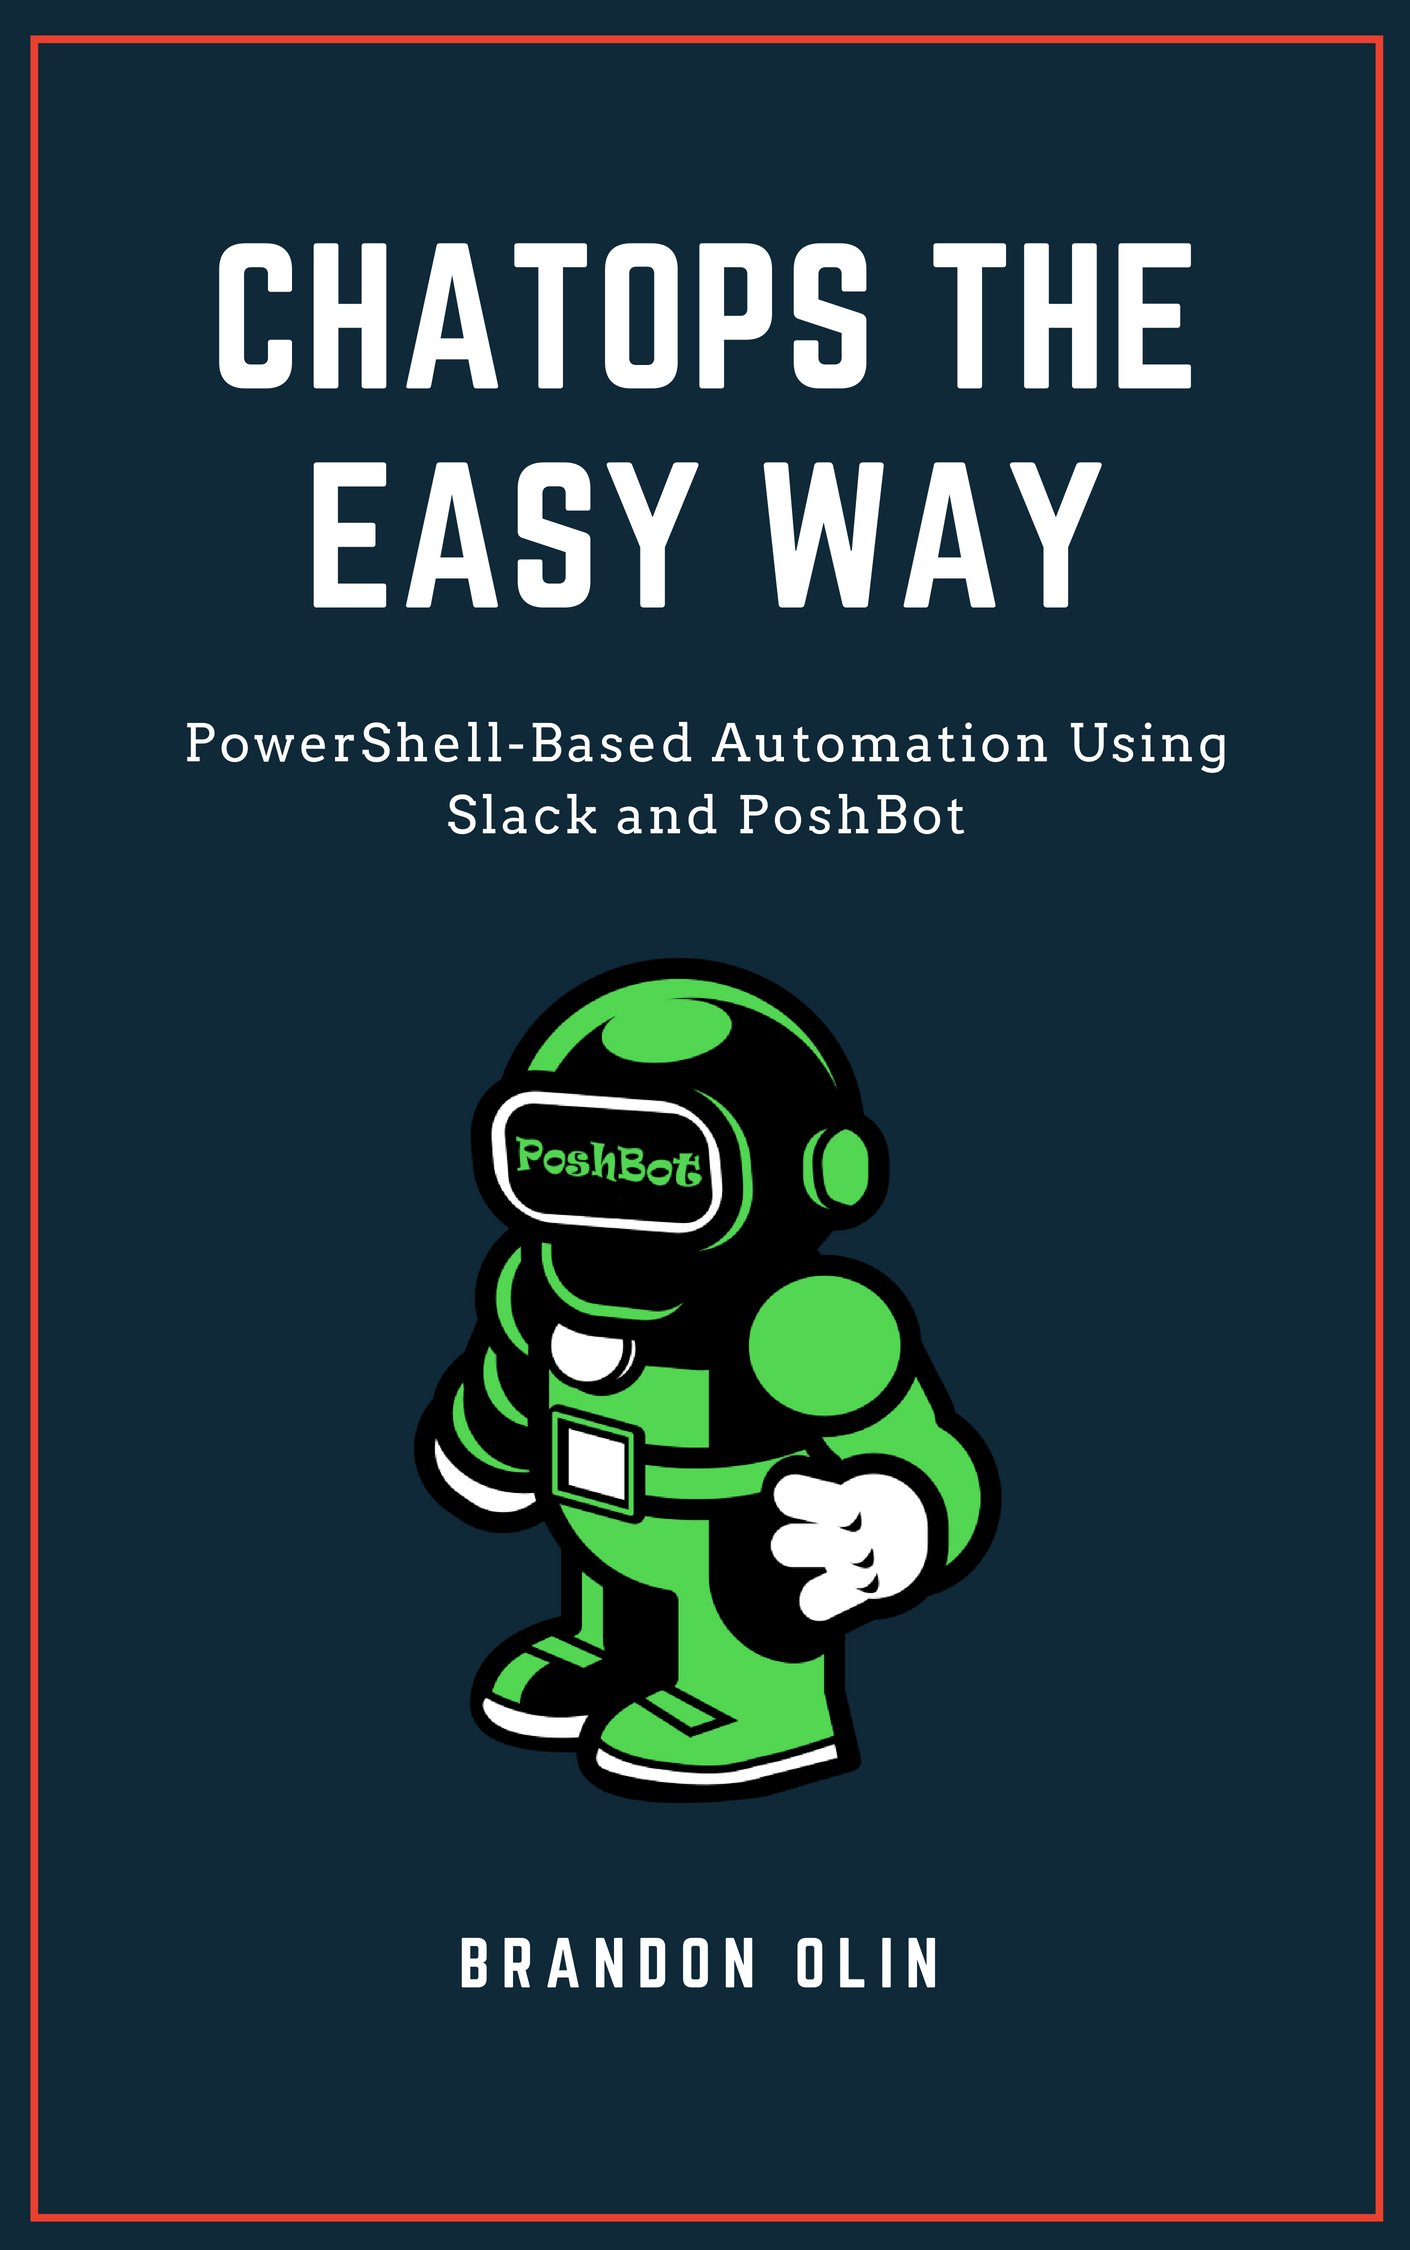 CHATOPS THE
EASY WAY
PowerShell-Based Automation Using
Slack and PoshBot
PoshBot
BRANDON OLIN